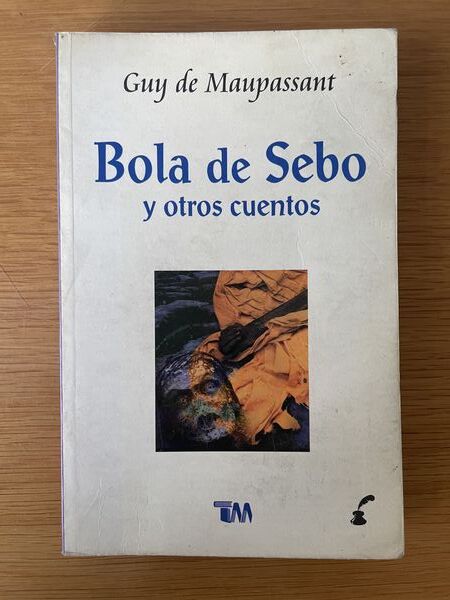 Guy de Maupassant
Bola de Sebo
y otros cuentos
TM